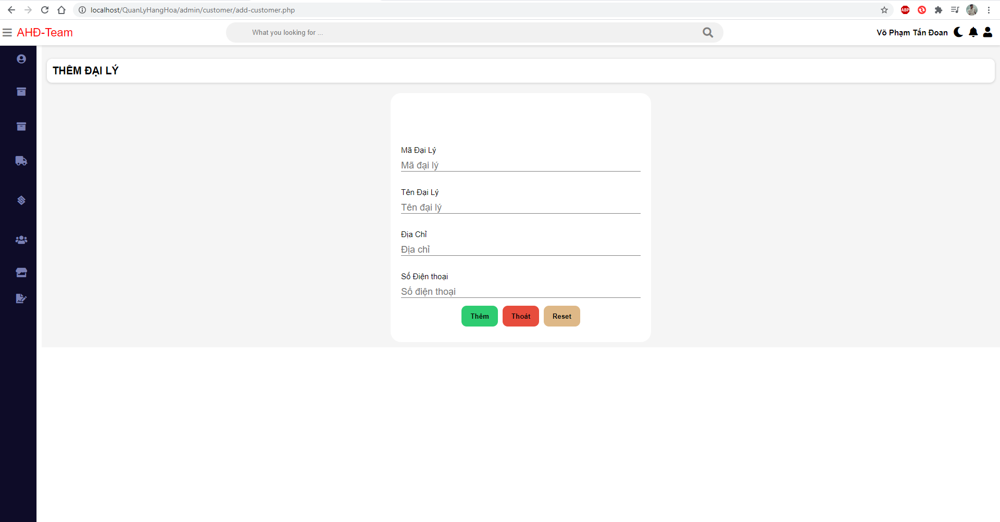 localhost/QuanLyHangHoa/admin/customer/add-customer.php
ABP
AHĐ-Team
What you looking for ...
Võ Phạm Tấn Đoan
THÊM ĐẠI LÝ
Mã Đại Lý
Mã đại lý
Tên Đại Lý
Tên đại lý
Địa Chỉ
Địa chỉ
Số Điện thoại
Số điện thoại
Thêm
Thoát
Reset